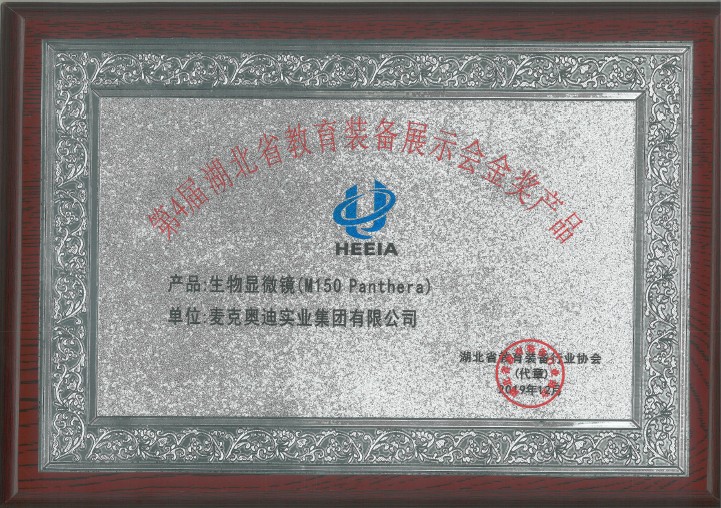 第4届湖北省教育装备展示会金奖产品
HEEIA
产品:生物显微镜(M150 Panthera)
单位:麦克奥迪实业集团有限公司
湖北省教育装备行业协会
(代章)
2019年12月